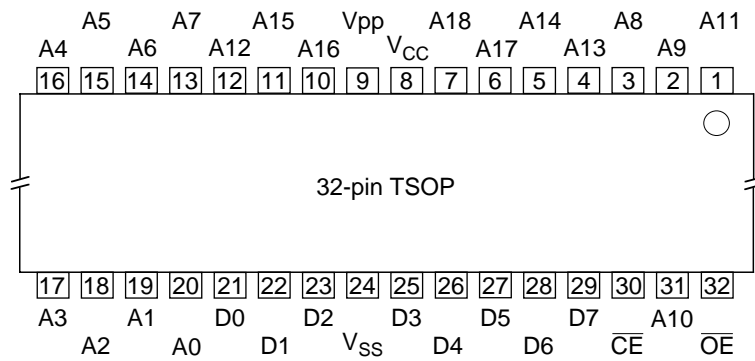 A5 A7 A15 Vpp A18 A14 A8 A11
A4 A6 A12 A16 VCC A17 A13 A9
16 15 14 13 12 11 10 9 8 7 6 5 4 3 2 1
32-pin TSOP
17 18 19 20 21 22 23 24 25 26 27 28 29 30 31 32
A3 A1 D0 D2 D3 D5 D7 A10
A2 A0 D1 VSS D4 D6 CE OE